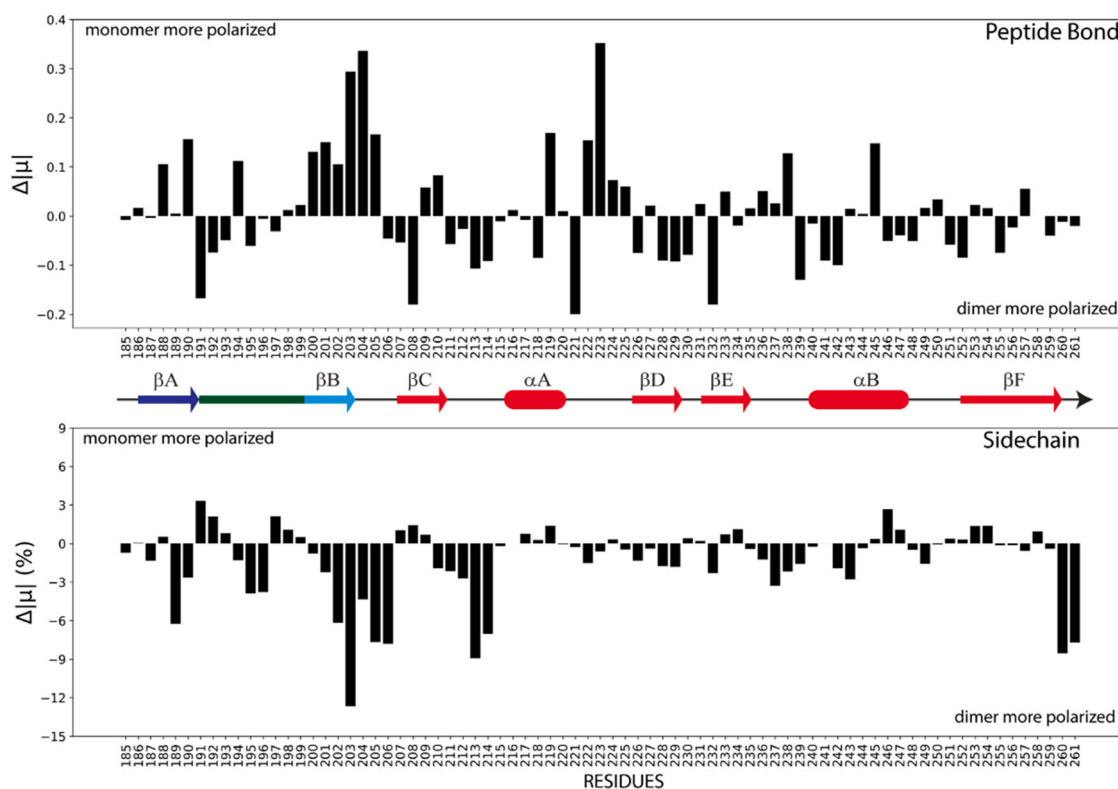 monomer more polarized Peptide Bond
0.4
0.3
0.2
0.1
0.0
−0.1
−0.2
Δ|μ|
dimer more polarized
185 186 187 188 189 190 191 192 193 194 195 196 197 198 199 200 201 202 203 204 205 206 207 208 209 210 211 212 213 214 215 216 217 218 219 220 221 222 223 224 225 226 227 228 229 230 231 232 233 234 235 236 237 238 239 240 241 242 243 244 245 246 247 248 249 250 251 252 253 254 255 256 257 258 259 260 261
βA βB βC αA βD βE αB βF
monomer more polarized Sidechain
9
6
3
0
−3
−6
−9
−12
−15
Δ|μ| (%)
dimer more polarized
185 186 187 188 189 190 191 192 193 194 195 196 197 198 199 200 201 202 203 204 205 206 207 208 209 210 211 212 213 214 215 216 217 218 219 220 221 222 223 224 225 226 227 228 229 230 231 232 233 234 235 236 237 238 239 240 241 242 243 244 245 246 247 248 249 250 251 252 253 254 255 256 257 258 259 260 261
RESIDUES